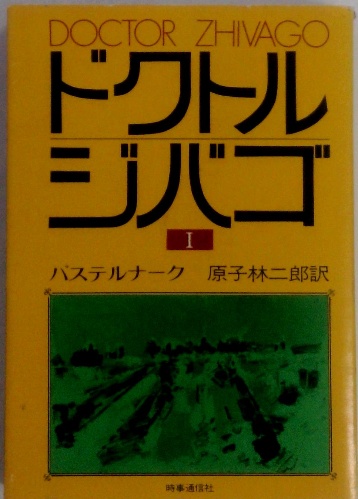 DOCTOR ZHIVAGO
ドクトル
ジバゴ
I
パステルナーク 原子林二郎訳
時事通信社